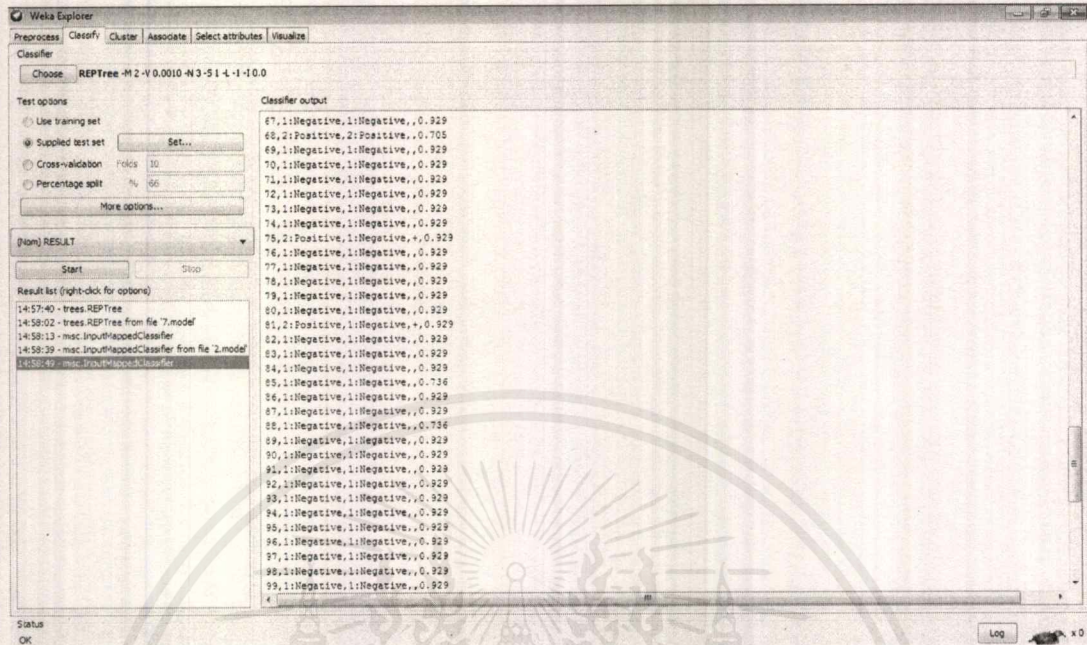 Weka Explorer
Preprocess Classify Cluster Associate Select attributes Visualize
Classifier
Choose REPTree -M 2 -V 0.0010 -N 3 -S 1 -L -1 -I 0.0
Test options
Use training set
Supplied test set Set...
Cross-validation Folds 10
Percentage split % 66
More options...
(Nom) RESULT
Start Stop
Result list (right-click for options)
14:57:40 - trees.REPTree
14:58:02 - trees.REPTree from file '7.model'
14:58:13 - misc.InputMappedClassifier
14:58:39 - misc.InputMappedClassifier from file '2.model'
14:58:49 - misc.InputMappedClassifier
Classifier output
67,1:Negative,1:Negative,,0.929
68,2:Positive,2:Positive,,0.705
69,1:Negative,1:Negative,,0.929
70,1:Negative,1:Negative,,0.929
71,1:Negative,1:Negative,,0.929
72,1:Negative,1:Negative,,0.929
73,1:Negative,1:Negative,,0.929
74,1:Negative,1:Negative,,0.929
75,2:Positive,1:Negative,+,0.929
76,1:Negative,1:Negative,,0.929
77,1:Negative,1:Negative,,0.929
78,1:Negative,1:Negative,,0.929
79,1:Negative,1:Negative,,0.929
80,1:Negative,1:Negative,,0.929
81,2:Positive,1:Negative,+,0.929
82,1:Negative,1:Negative,,0.929
83,1:Negative,1:Negative,,0.929
84,1:Negative,1:Negative,,0.929
85,1:Negative,1:Negative,,0.736
86,1:Negative,1:Negative,,0.929
87,1:Negative,1:Negative,,0.929
88,1:Negative,1:Negative,,0.736
89,1:Negative,1:Negative,,0.929
90,1:Negative,1:Negative,,0.929
91,1:Negative,1:Negative,,0.929
92,1:Negative,1:Negative,,0.929
93,1:Negative,1:Negative,,0.929
94,1:Negative,1:Negative,,0.929
95,1:Negative,1:Negative,,0.929
96,1:Negative,1:Negative,,0.929
97,1:Negative,1:Negative,,0.929
98,1:Negative,1:Negative,,0.929
99,1:Negative,1:Negative,,0.929
Status
OK
Log x 0